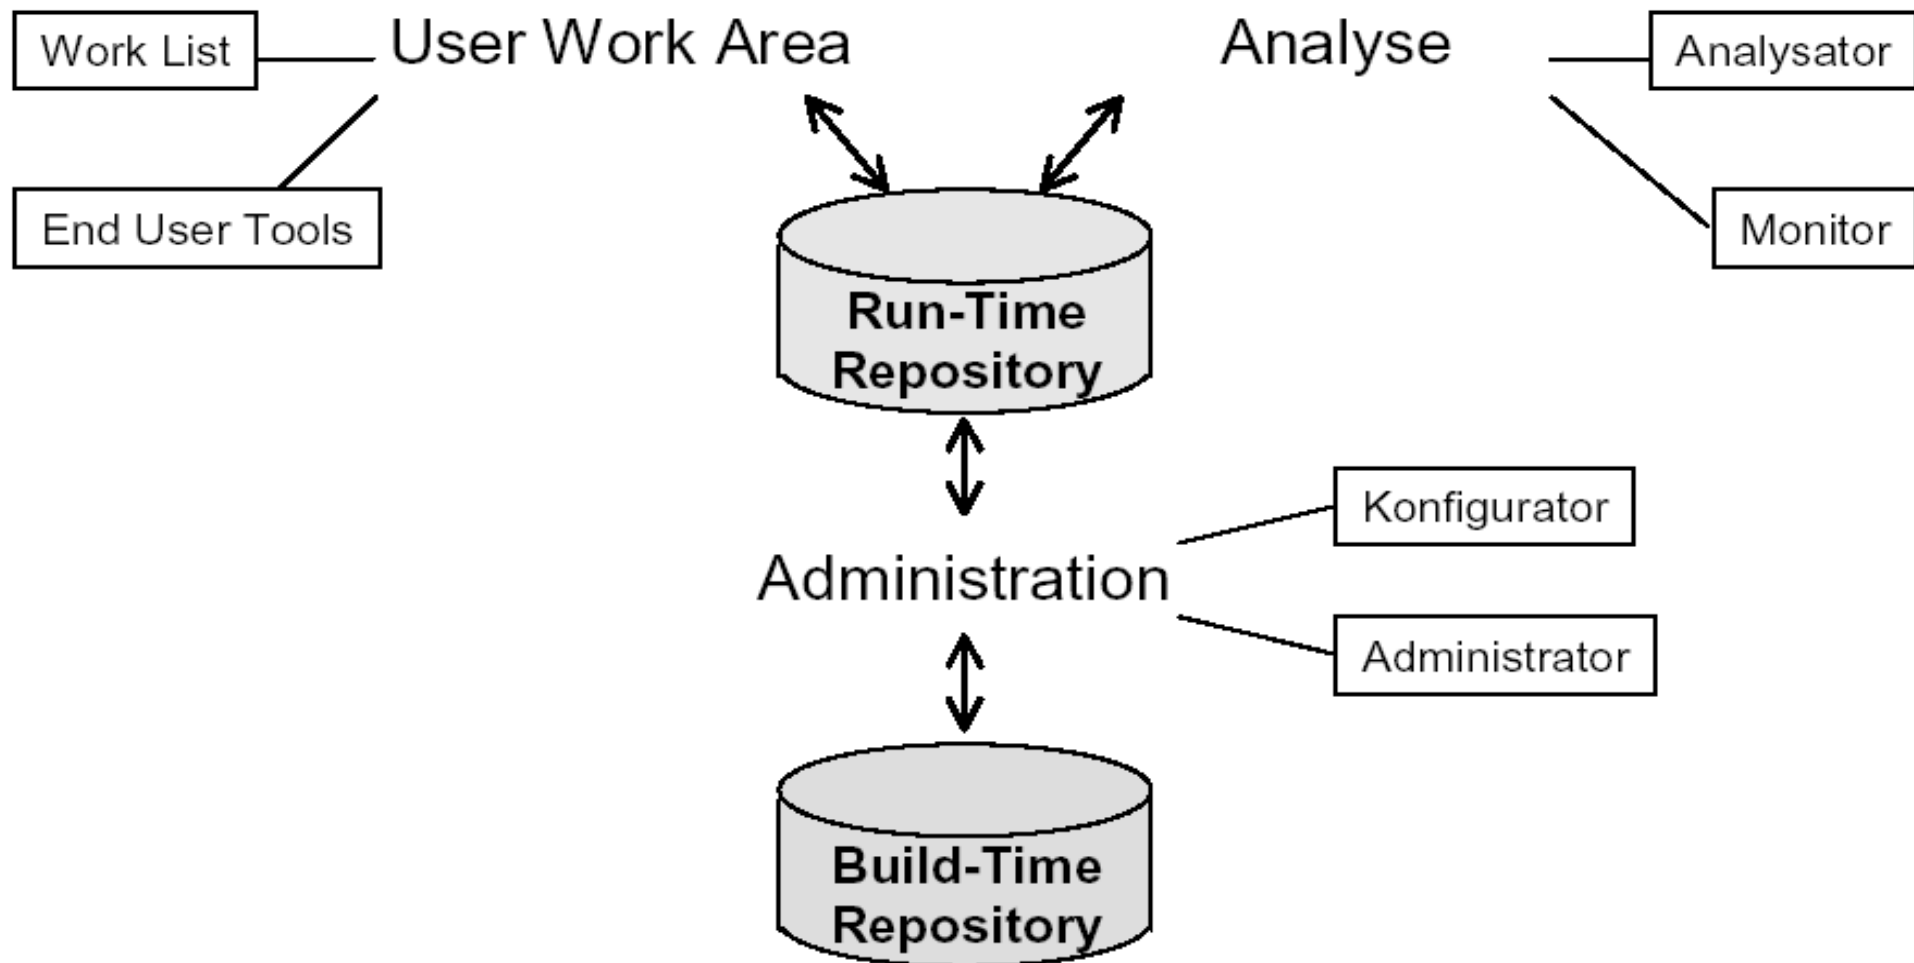 Work List
User Work Area
Analyse
Analysator
End User Tools
Monitor
Run-Time
Repository
Konfigurator
Administration
Administrator
Build-Time
Repository